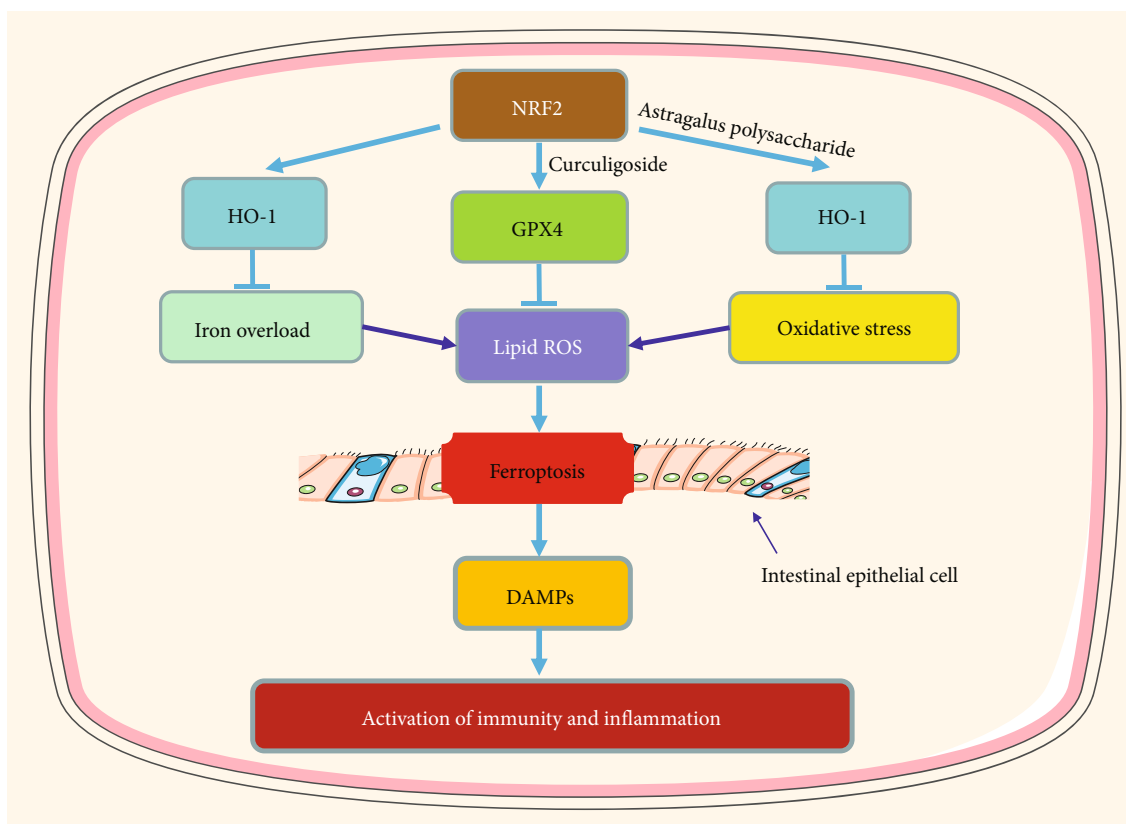 NRF2
Astragalus polysaccharide
Curculigoside
HO-1
GPX4
HO-1
Iron overload
Lipid ROS
Oxidative stress
Ferroptosis
Intestinal epithelial cell
DAMPs
Activation of immunity and inflammation